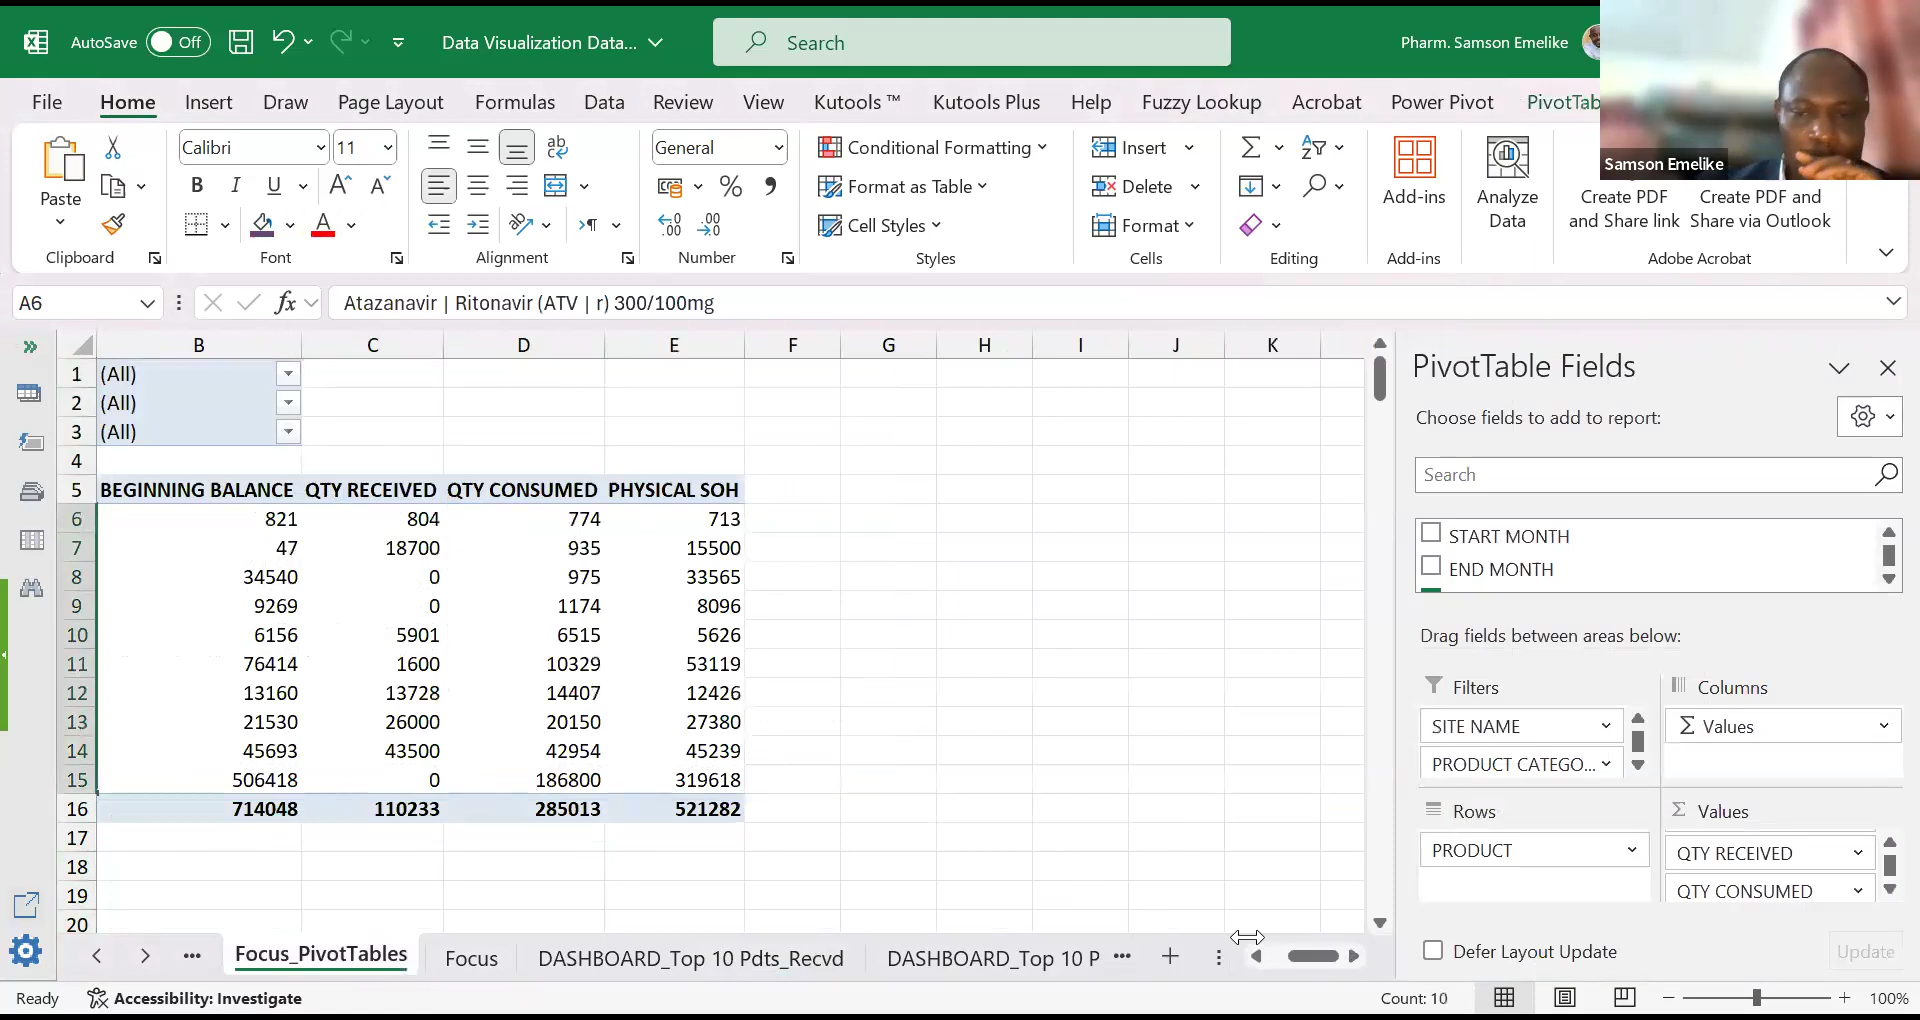 AutoSave Off Data Visualization Data... Search Pharm. Samson Emelike
File Home Insert Draw Page Layout Formulas Data Review View Kutools ™ Kutools Plus Help Fuzzy Lookup Acrobat Power Pivot PivotTab
Samson Emelike
Calibri 11 General Conditional Formatting Insert
Format as Table Delete
Paste Add-ins Analyze Data Create PDF and Share link Create PDF and Share via Outlook
Cell Styles Format
Clipboard Font Alignment Number Styles Cells Editing Add-ins Adobe Acrobat
A6 fx Atazanavir | Ritonavir (ATV | r) 300/100mg
B C D E F G H I J K
1 (All)
2 (All)
3 (All)
4
5 BEGINNING BALANCE QTY RECEIVED QTY CONSUMED PHYSICAL SOH
6 821 804 774 713
7 47 18700 935 15500
8 34540 0 975 33565
9 9269 0 1174 8096
10 6156 5901 6515 5626
11 76414 1600 10329 53119
12 13160 13728 14407 12426
13 21530 26000 20150 27380
14 45693 43500 42954 45239
15 506418 0 186800 319618
16 714048 110233 285013 521282
17
18
19
20
PivotTable Fields
Choose fields to add to report:
Search
START MONTH
END MONTH
Drag fields between areas below:
Filters Columns
SITE NAME Σ Values
PRODUCT CATEGO...
Rows Σ Values
PRODUCT QTY RECEIVED
QTY CONSUMED
Defer Layout Update Update
... Focus_PivotTables Focus DASHBOARD_Top 10 Pdts_Recvd DASHBOARD_Top 10 P ...
Ready Accessibility: Investigate Count: 10 100%